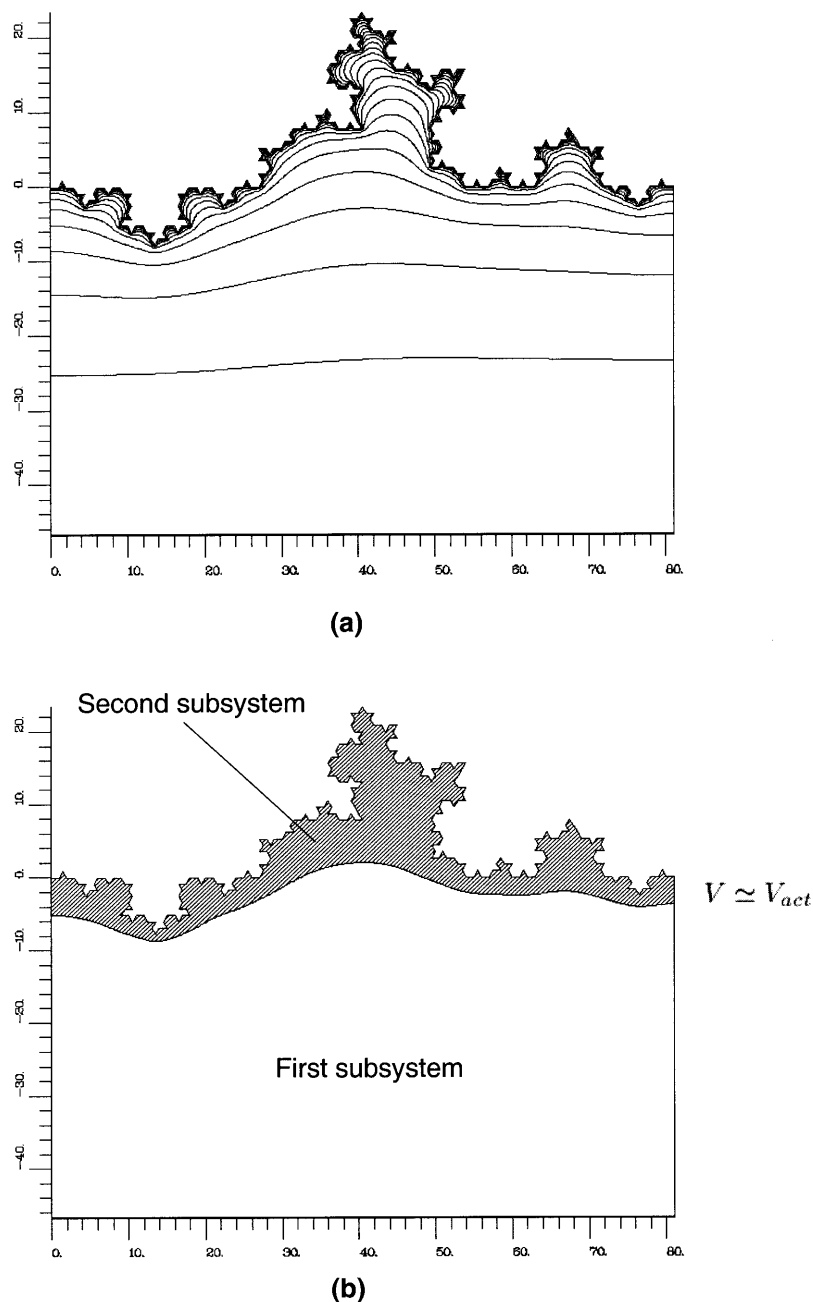 20.
10.
0.
-10.
-20.
-30.
-40.
0. 10. 20. 30. 40. 50. 60. 70. 80.
(a)
Second subsystem
20.
10.
0.
-10.
-20.
-30.
-40.
V ≃ Vact
First subsystem
0. 10. 20. 30. 40. 50. 60. 70. 80.
(b)